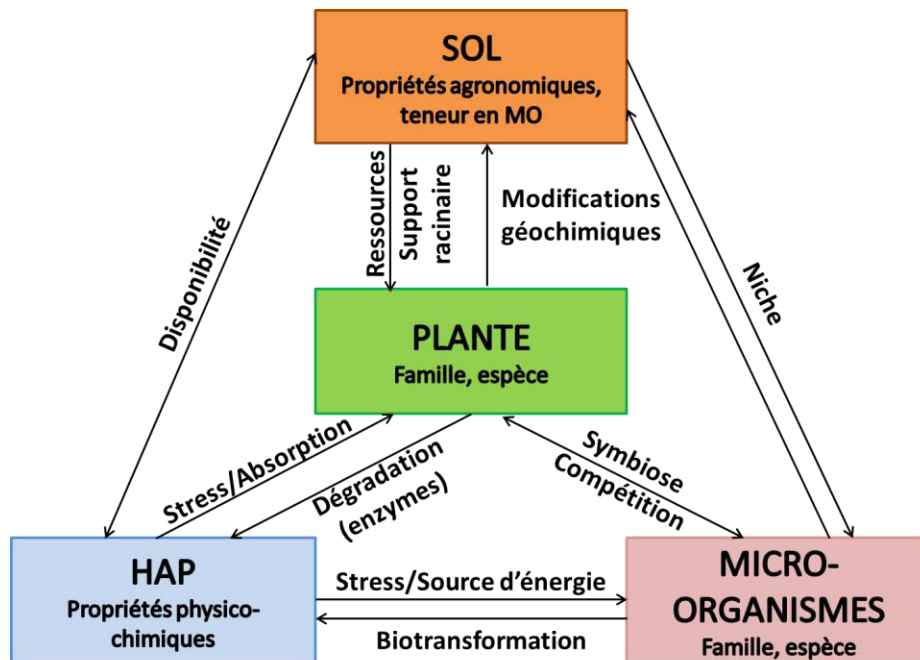 SOL
Propriétés agronomiques,
teneur en MO
Disponibilité
Ressources
Support
racinaire
Modifications
géochimiques
Niche
PLANTE
Famille, espèce
Stress/Absorption
Dégradation
(enzymes)
Symbiose
Compétition
HAP
Propriétés physico-
chimiques
Stress/Source d'énergie
Biotransformation
MICRO-
ORGANISMES
Famille, espèce